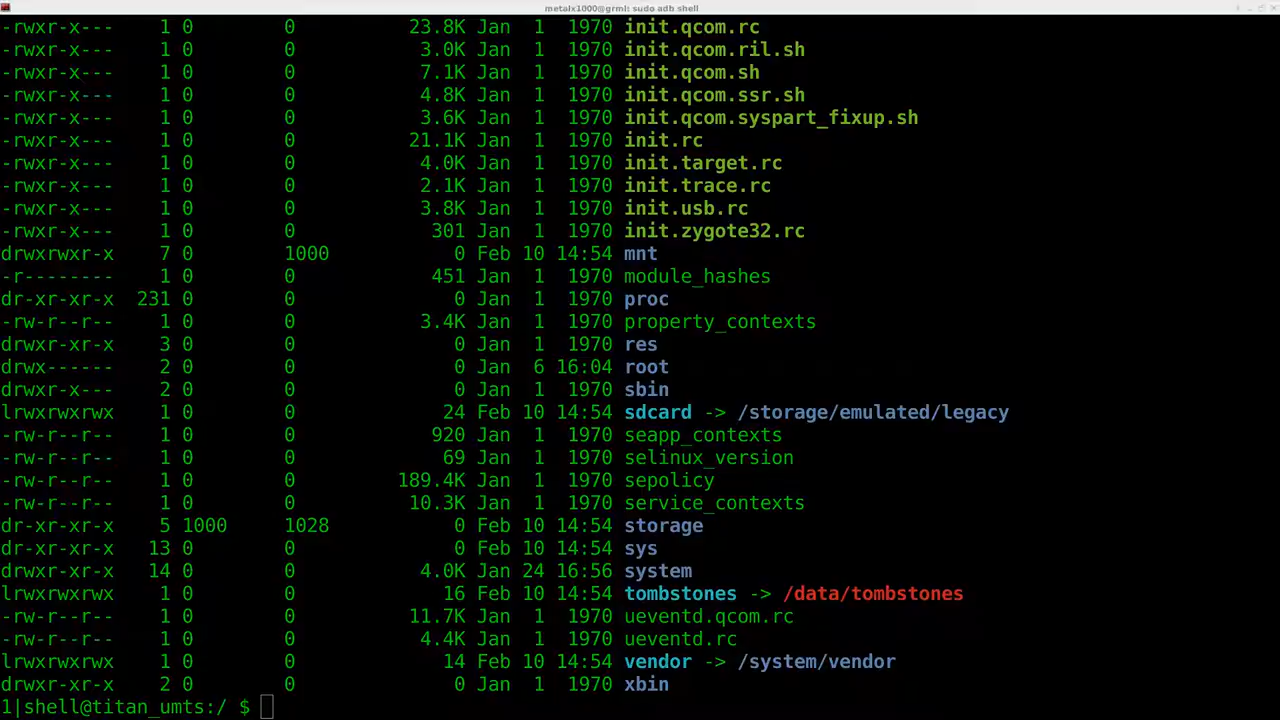 metalx1000@grml: sudo adb shell
-rwxr-x--- 1 0 0 23.8K Jan 1 1970 init.qcom.rc
-rwxr-x--- 1 0 0 3.0K Jan 1 1970 init.qcom.ril.sh
-rwxr-x--- 1 0 0 7.1K Jan 1 1970 init.qcom.sh
-rwxr-x--- 1 0 0 4.8K Jan 1 1970 init.qcom.ssr.sh
-rwxr-x--- 1 0 0 3.6K Jan 1 1970 init.qcom.syspart_fixup.sh
-rwxr-x--- 1 0 0 21.1K Jan 1 1970 init.rc
-rwxr-x--- 1 0 0 4.0K Jan 1 1970 init.target.rc
-rwxr-x--- 1 0 0 2.1K Jan 1 1970 init.trace.rc
-rwxr-x--- 1 0 0 3.8K Jan 1 1970 init.usb.rc
-rwxr-x--- 1 0 0 301 Jan 1 1970 init.zygote32.rc
drwxrwxr-x 7 0 1000 0 Feb 10 14:54 mnt
-r-------- 1 0 0 451 Jan 1 1970 module_hashes
dr-xr-xr-x 231 0 0 0 Jan 1 1970 proc
-rw-r--r-- 1 0 0 3.4K Jan 1 1970 property_contexts
drwxr-xr-x 3 0 0 0 Jan 1 1970 res
drwx------ 2 0 0 0 Jan 6 16:04 root
drwxr-x--- 2 0 0 0 Jan 1 1970 sbin
lrwxrwxrwx 1 0 0 24 Feb 10 14:54 sdcard -> /storage/emulated/legacy
-rw-r--r-- 1 0 0 920 Jan 1 1970 seapp_contexts
-rw-r--r-- 1 0 0 69 Jan 1 1970 selinux_version
-rw-r--r-- 1 0 0 189.4K Jan 1 1970 sepolicy
-rw-r--r-- 1 0 0 10.3K Jan 1 1970 service_contexts
dr-xr-xr-x 5 1000 1028 0 Feb 10 14:54 storage
dr-xr-xr-x 13 0 0 0 Feb 10 14:54 sys
drwxr-xr-x 14 0 0 4.0K Jan 24 16:56 system
lrwxrwxrwx 1 0 0 16 Feb 10 14:54 tombstones -> /data/tombstones
-rw-r--r-- 1 0 0 11.7K Jan 1 1970 ueventd.qcom.rc
-rw-r--r-- 1 0 0 4.4K Jan 1 1970 ueventd.rc
lrwxrwxrwx 1 0 0 14 Feb 10 14:54 vendor -> /system/vendor
drwxr-xr-x 2 0 0 0 Jan 1 1970 xbin
1|shell@titan_umts:/ $